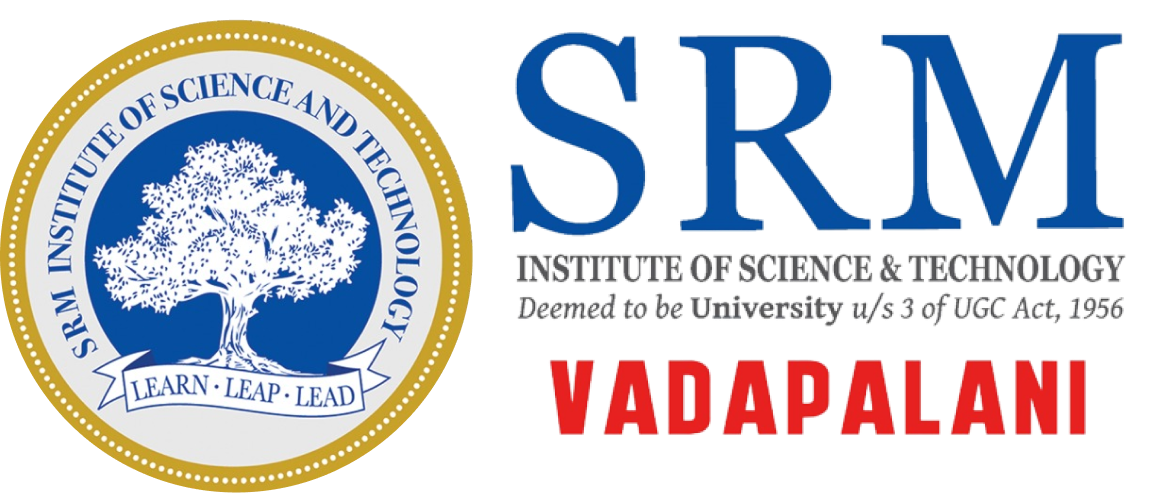 SRM INSTITUTE OF SCIENCE AND TECHNOLOGY
LEARN · LEAP · LEAD
SRM
INSTITUTE OF SCIENCE & TECHNOLOGY
Deemed to be University u/s 3 of UGC Act, 1956
VADAPALANI